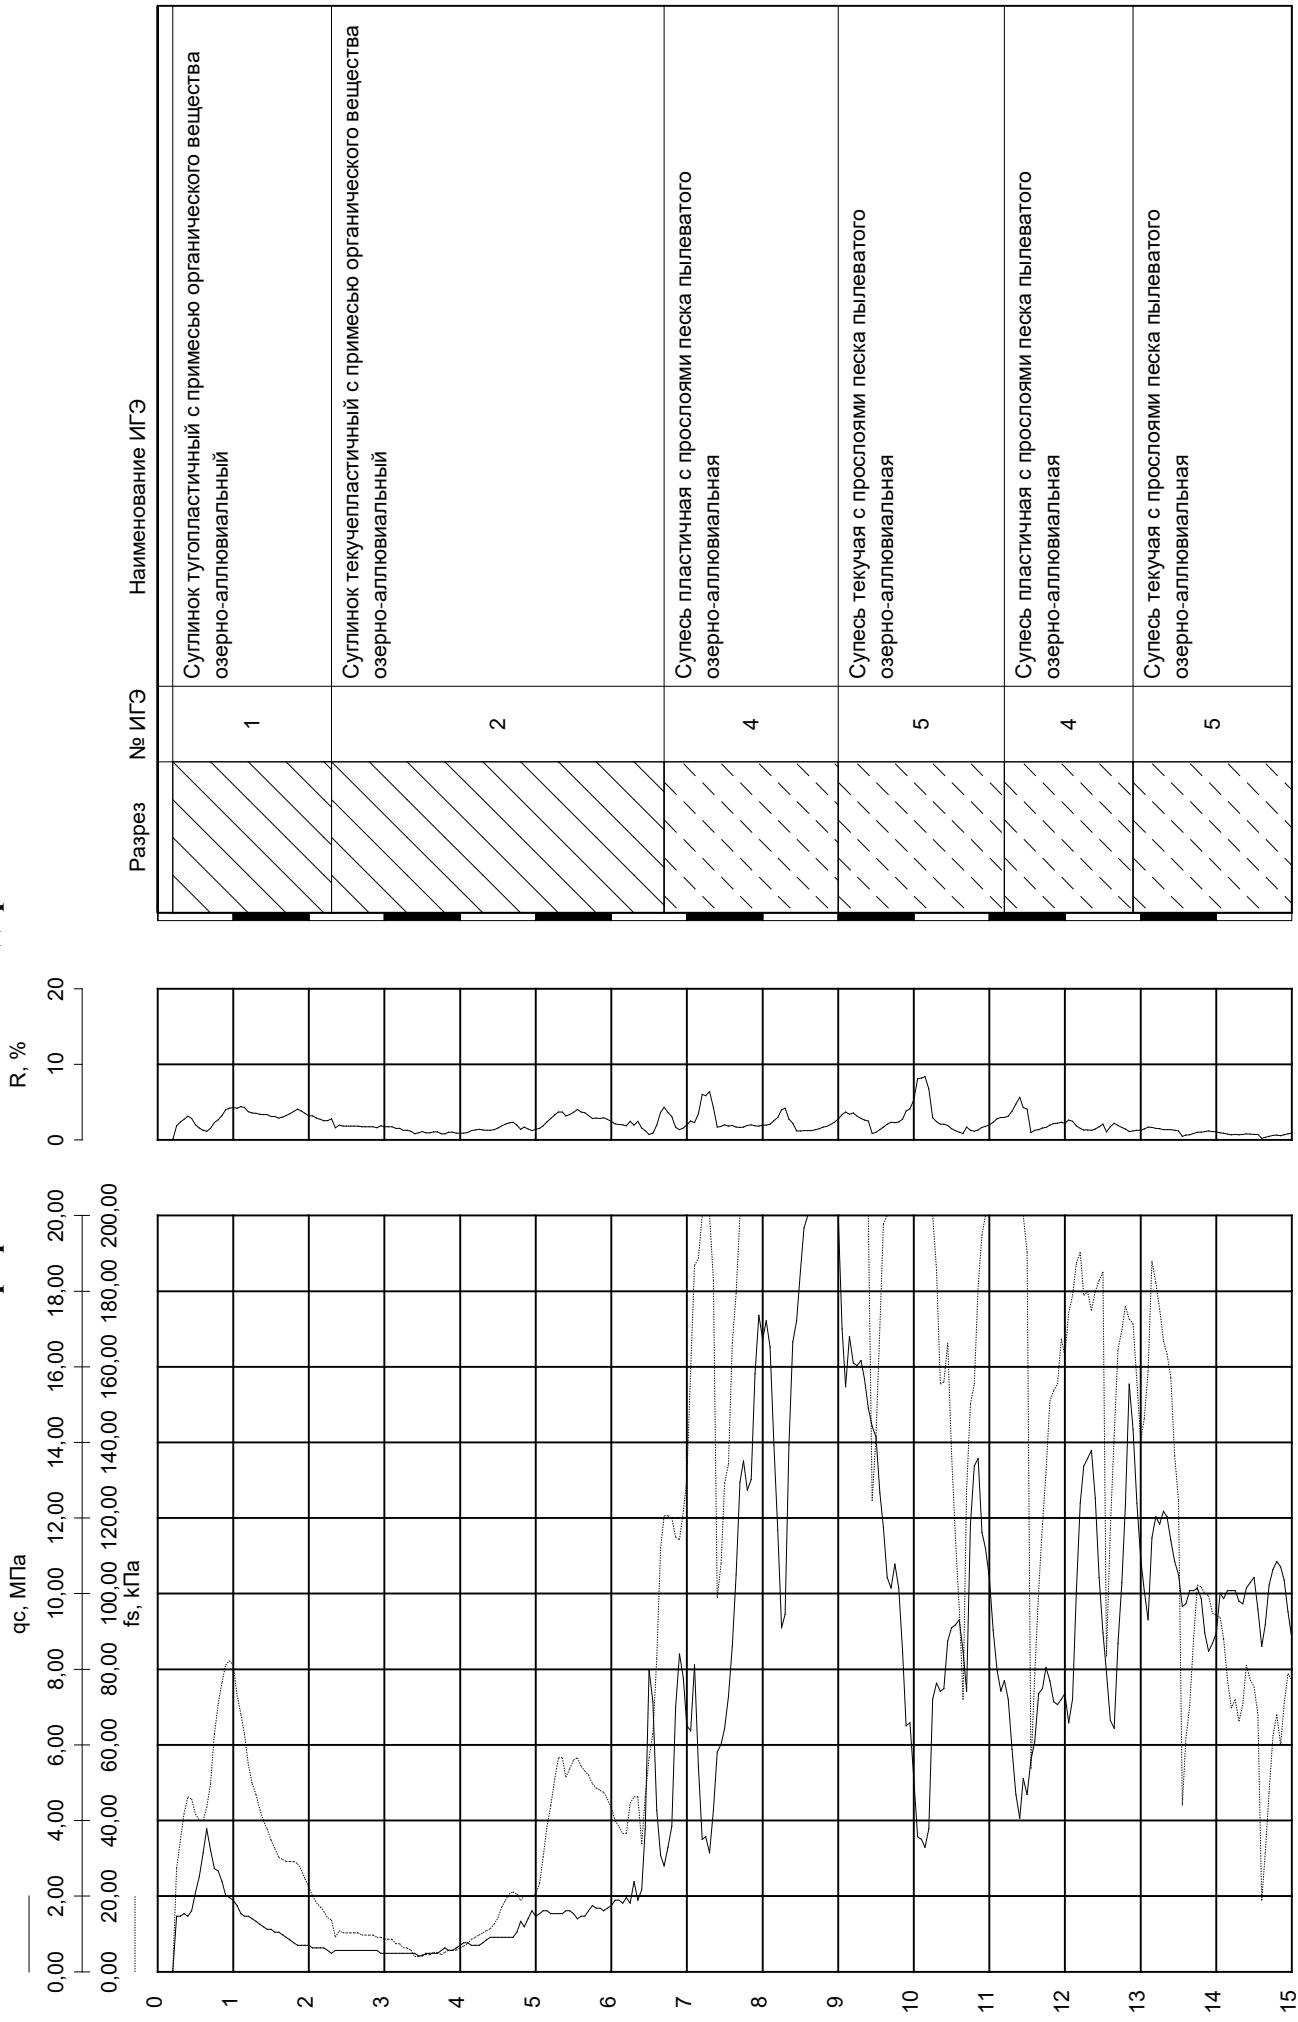 qc, МПа
0,00 2,00 4,00 6,00 8,00 10,00 12,00 14,00 16,00 18,00 20,00
0,00 20,00 40,00 60,00 80,00 100,00 120,00 140,00 160,00 180,00 200,00
fs, кПа
R, %
0 10 20
Разрез
№ ИГЭ
Наименование ИГЭ
0
1
2
3
4
5
6
7
8
9
10
11
12
13
14
15
1
Суглинок тугопластичный с примесью органического вещества
озерно-аллювиальный
2
Суглинок текучепластичный с примесью органического вещества
озерно-аллювиальный
4
Супесь пластичная с прослоями песка пылеватого
озерно-аллювиальная
5
Супесь текучая с прослоями песка пылеватого
озерно-аллювиальная
4
Супесь пластичная с прослоями песка пылеватого
озерно-аллювиальная
5
Супесь текучая с прослоями песка пылеватого
озерно-аллювиальная